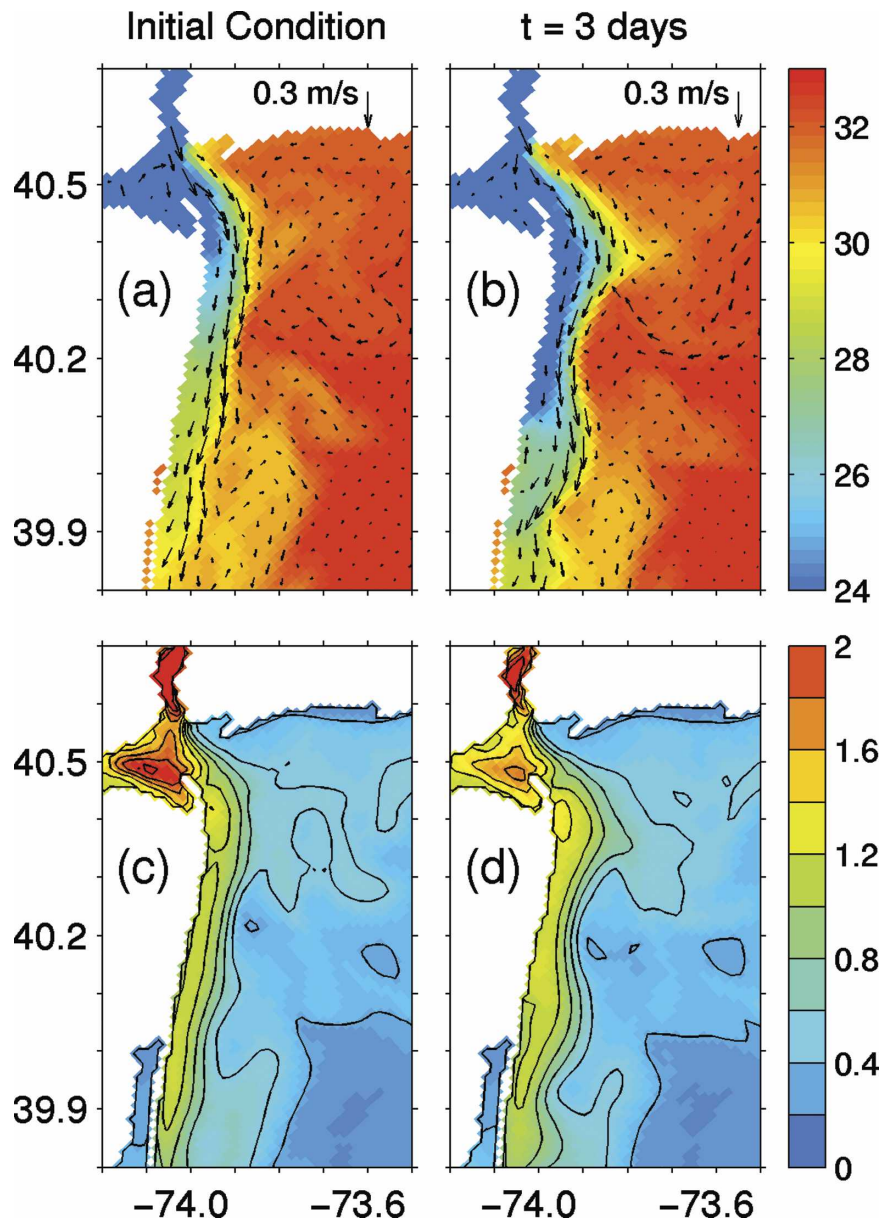 Initial Condition
t = 3 days
0.3 m/s
0.3 m/s
40.5
40.2
39.9
(a)
(b)
32
30
28
26
24
40.5
40.2
39.9
(c)
(d)
2
1.6
1.2
0.8
0.4
0
−74.0
−73.6
−74.0
−73.6